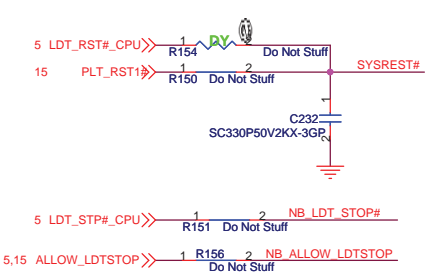 5 LDT_RST#_CPU 1 DY 2
R154 Do Not Stuff
15 PLT_RST1# 1 2 SYSREST#
R150 Do Not Stuff
1
C232
SC330P50V2KX-3GP
2
5 LDT_STP#_CPU 1 2 NB_LDT_STOP#
R151 Do Not Stuff
5,15 ALLOW_LDTSTOP 1 R156 2 NB_ALLOW_LDTSTOP
Do Not Stuff